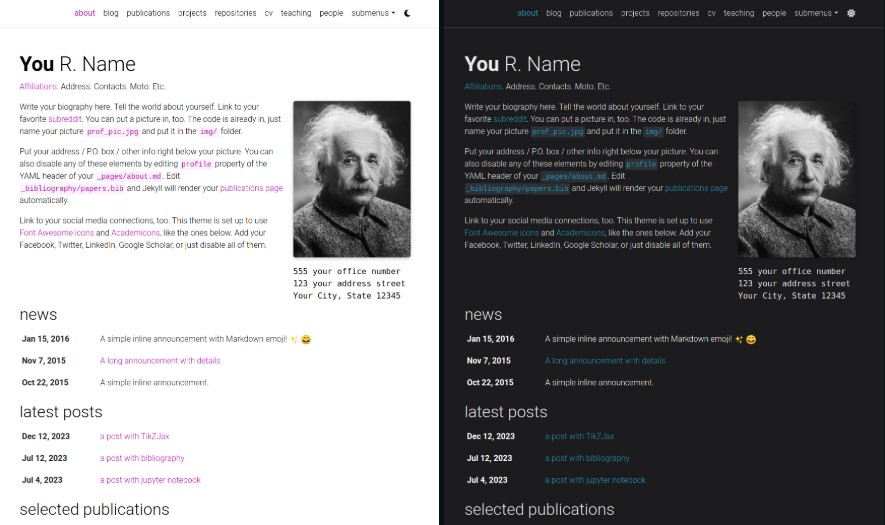 about blog publications projects repositories cv teaching people submenus
You R. Name
Affiliations. Address. Contacts. Moto. Etc.
Write your biography here. Tell the world about yourself. Link to your
favorite subreddit. You can put a picture in, too. The code is already in, just
name your picture prof_pic.jpg and put it in the img/ folder.
Put your address / P.O. box / other info right below your picture. You can
also disable any of these elements by editing profile property of the
YAML header of your _pages/about.md. Edit
_bibliography/papers.bib and Jekyll will render your publications page
automatically.
Link to your social media connections, too. This theme is set up to use
Font Awesome icons and Academicons, like the ones below. Add your
Facebook, Twitter, LinkedIn, Google Scholar, or just disable all of them.
555 your office number
123 your address street
Your City, State 12345
news
Jan 15, 2016 A simple inline announcement with Markdown emoji! ✨ 😄
Nov 7, 2015 A long announcement with details
Oct 22, 2015 A simple inline announcement.
latest posts
Dec 12, 2023 a post with TikZJax
Jul 12, 2023 a post with bibliography
Jul 4, 2023 a post with jupyter notebook
selected publications
about blog publications projects repositories cv teaching people submenus
You R. Name
Affiliations. Address. Contacts. Moto. Etc.
Write your biography here. Tell the world about yourself. Link to your
favorite subreddit. You can put a picture in, too. The code is already in, just
name your picture prof_pic.jpg and put it in the img/ folder.
Put your address / P.O. box / other info right below your picture. You can
also disable any of these elements by editing profile property of the
YAML header of your _pages/about.md. Edit
_bibliography/papers.bib and Jekyll will render your publications page
automatically.
Link to your social media connections, too. This theme is set up to use
Font Awesome icons and Academicons, like the ones below. Add your
Facebook, Twitter, LinkedIn, Google Scholar, or just disable all of them.
555 your office number
123 your address street
Your City, State 12345
news
Jan 15, 2016 A simple inline announcement with Markdown emoji! ✨ 😄
Nov 7, 2015 A long announcement with details
Oct 22, 2015 A simple inline announcement.
latest posts
Dec 12, 2023 a post with TikZJax
Jul 12, 2023 a post with bibliography
Jul 4, 2023 a post with jupyter notebook
selected publications